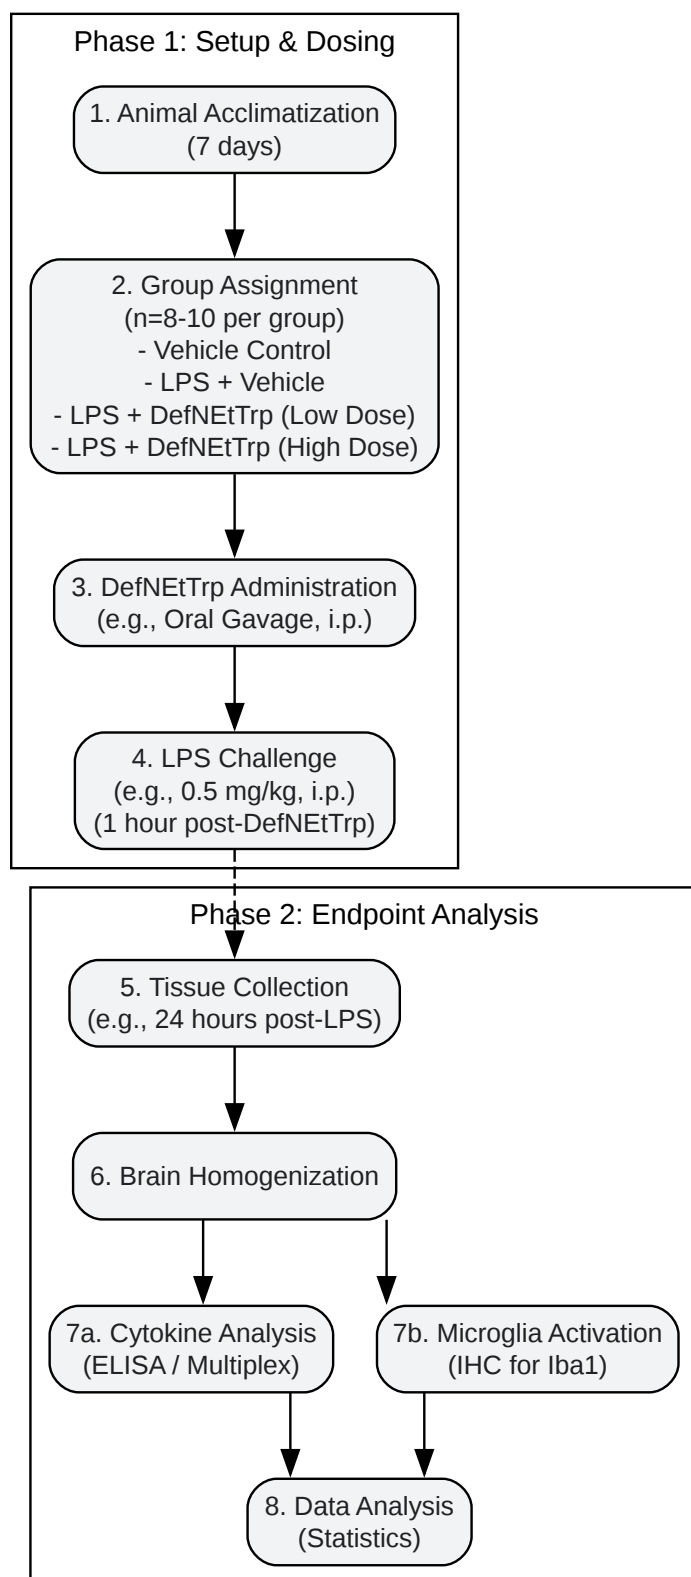 Phase 1: Setup & Dosing
1. Animal Acclimatization
(7 days)
2. Group Assignment
(n=8-10 per group)
- Vehicle Control
- LPS + Vehicle
- LPS + DefNEtTrp (Low Dose)
- LPS + DefNEtTrp (High Dose)
3. DefNEtTrp Administration
(e.g., Oral Gavage, i.p.)
4. LPS Challenge
(e.g., 0.5 mg/kg, i.p.)
(1 hour post-DefNEtTrp)
Phase 2: Endpoint Analysis
5. Tissue Collection
(e.g., 24 hours post-LPS)
6. Brain Homogenization
7a. Cytokine Analysis
(ELISA / Multiplex)
7b. Microglia Activation
(IHC for Iba1)
8. Data Analysis
(Statistics)